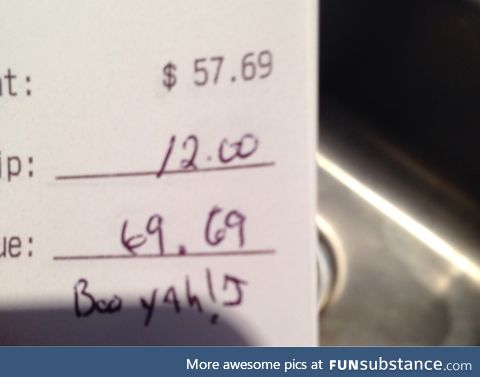 nt: $ 57.69
ip: 12.00
ue: 69.69
Boo yah!
More awesome pics at FUNsubstance.com